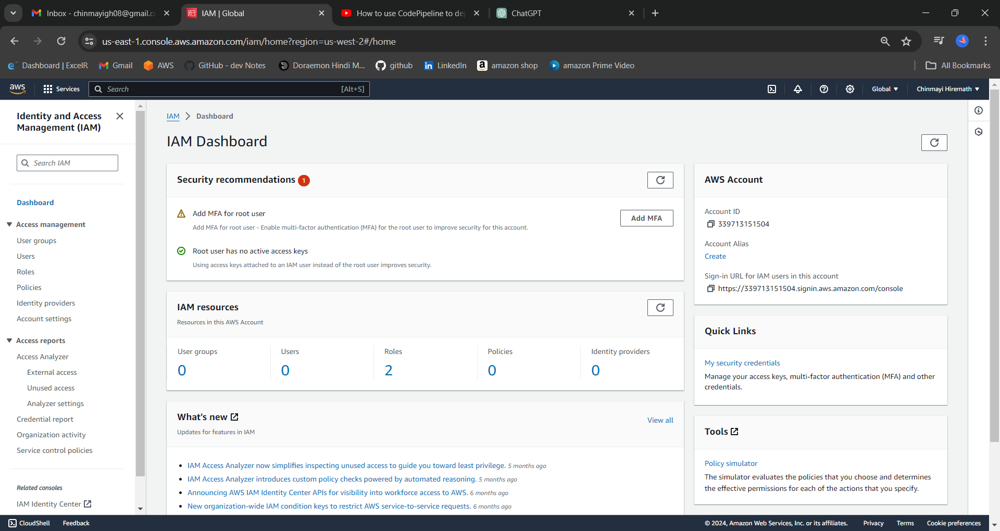 Inbox - chinmayigh08@gmail.c
IAM | Global
How to use CodePipeline to de
ChatGPT
us-east-1.console.aws.amazon.com/iam/home?region=us-west-2#/home
Dashboard | ExcelR
Gmail
AWS
GitHub - dev Notes
Doraemon Hindi M...
github
LinkedIn
amazon shop
amazon Prime Video
All Bookmarks
aws
Services
Search
[Alt+S]
Global
Chinmayi Hiremath
Identity and Access
Management (IAM)
Search IAM
Dashboard
Access management
User groups
Users
Roles
Policies
Identity providers
Account settings
Access reports
Access Analyzer
External access
Unused access
Analyzer settings
Credential report
Organization activity
Service control policies
Related consoles
IAM Identity Center
IAM
Dashboard
IAM Dashboard
Security recommendations 1
Add MFA for root user
Add MFA for root user - Enable multi-factor authentication (MFA) for the root user to improve security for this account.
Add MFA
Root user has no active access keys
Using access keys attached to an IAM user instead of the root user improves security.
IAM resources
Resources in this AWS Account
User groups
0
Users
0
Roles
2
Policies
0
Identity providers
0
What's new
Updates for features in IAM
View all
IAM Access Analyzer now simplifies inspecting unused access to guide you toward least privilege. 5 months ago
IAM Access Analyzer introduces custom policy checks powered by automated reasoning. 5 months ago
Announcing AWS IAM Identity Center APIs for visibility into workforce access to AWS. 6 months ago
New organization-wide IAM condition keys to restrict AWS service-to-service requests. 6 months ago
AWS Account
Account ID
339713151504
Account Alias
Create
Sign-in URL for IAM users in this account
https://339713151504.signin.aws.amazon.com/console
Quick Links
My security credentials
Manage your access keys, multi-factor authentication (MFA) and other
credentials.
Tools
Policy simulator
The simulator evaluates the policies that you choose and determines
the effective permissions for each of the actions that you specify.
CloudShell
Feedback
© 2024, Amazon Web Services, Inc. or its affiliates.
Privacy
Terms
Cookie preferences